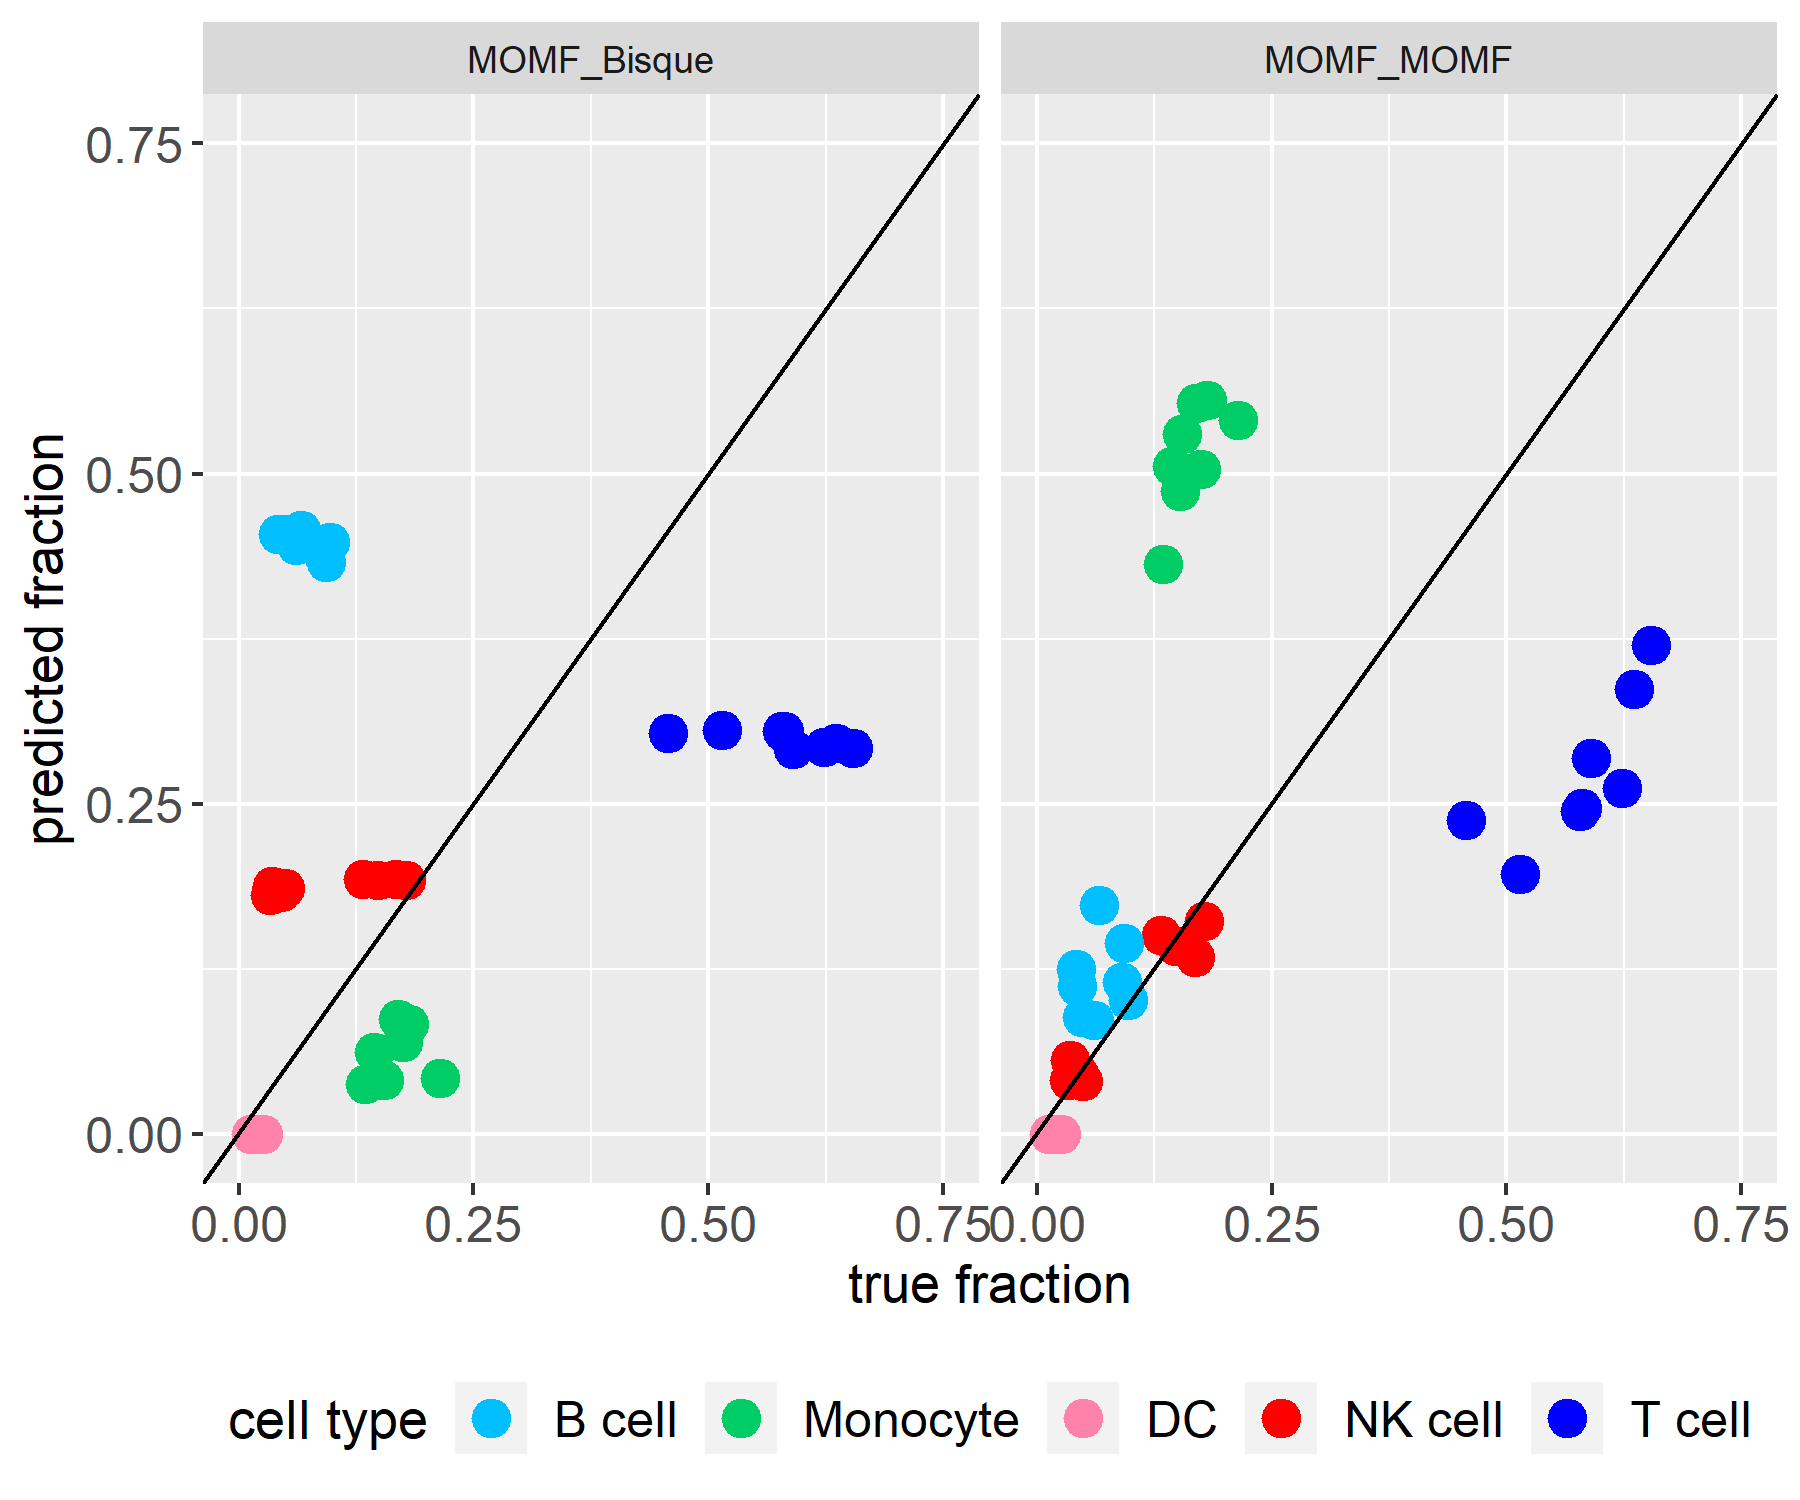 MOMF_Bisque MOMF_MOMF
0.75
0.50
0.25
0.00
predicted fraction
0.00 0.25 0.50 0.75 0.00 0.25 0.50 0.75
true fraction
cell type B cell Monocyte DC NK cell T cell